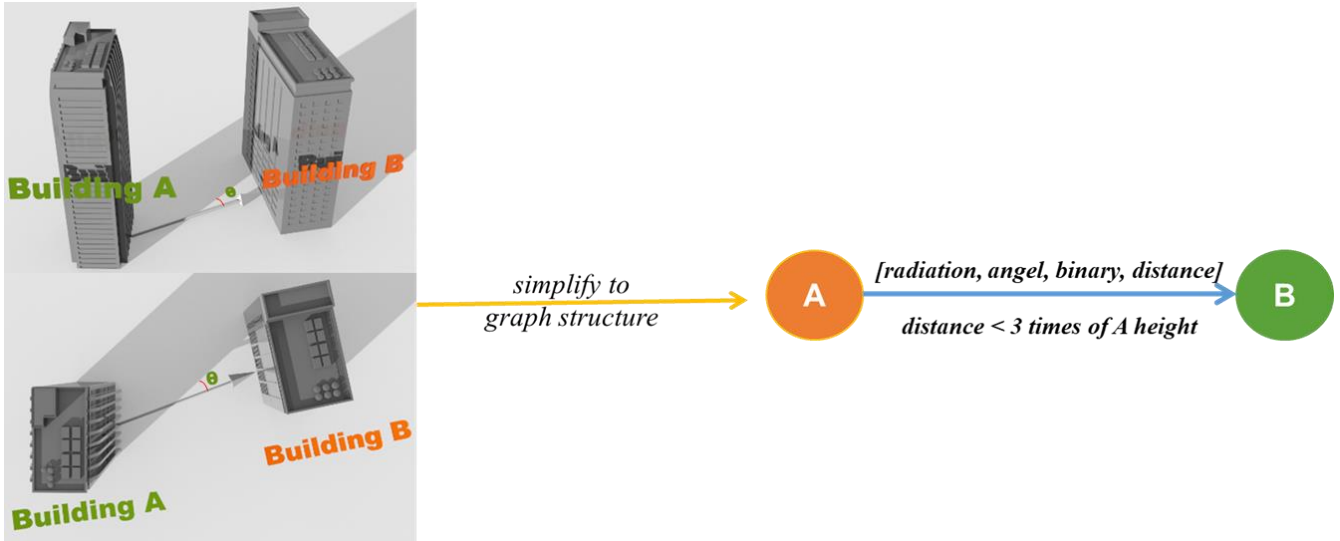 Building A
Building B
θ
Building A
Building B
θ
simplify to
graph structure
A
[radiation, angel, binary, distance]
distance < 3 times of A height
B